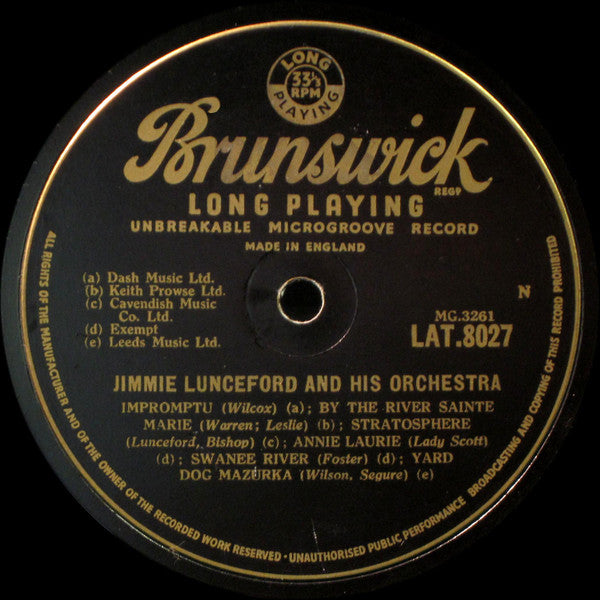 LONG
33⅓
RPM
PLAYING
Brunswick
REGD
LONG PLAYING
UNBREAKABLE MICROGROOVE RECORD
MADE IN ENGLAND
(a) Dash Music Ltd.
(b) Keith Prowse Ltd.
(c) Cavendish Music
Co. Ltd.
(d) Exempt
(e) Leeds Music Ltd.
N
MG.3261
LAT.8027
JIMMIE LUNCEFORD AND HIS ORCHESTRA
IMPROMPTU (Wilcox) (a); BY THE RIVER SAINTE
MARIE (Warren; Leslie) (b); STRATOSPHERE
(Lunceford, Bishop) (c); ANNIE LAURIE (Lady Scott)
(d); SWANEE RIVER (Foster) (d); YARD
DOG MAZURKA (Wilson, Segure) (e)
ALL RIGHTS OF THE MANUFACTURER AND OF THE OWNER OF THE RECORDED WORK RESERVED · UNAUTHORISED PUBLIC PERFORMANCE BROADCASTING AND COPYING OF THIS RECORD PROHIBITED